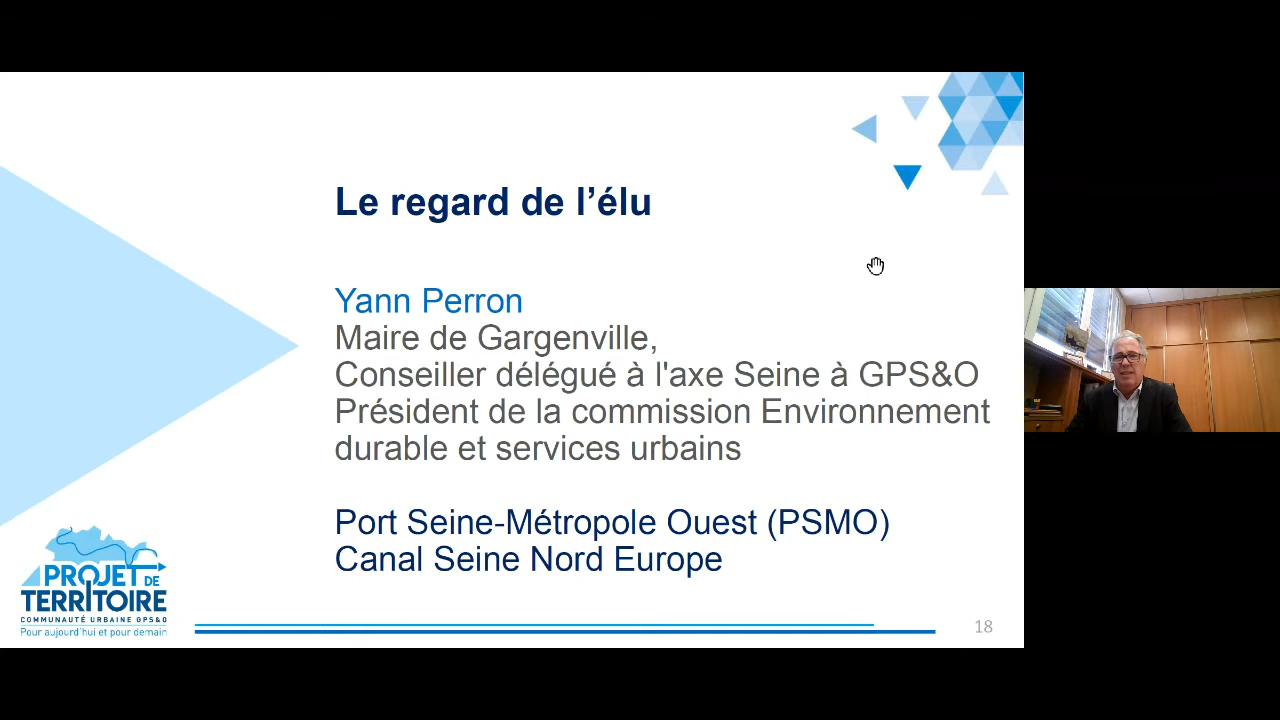 Le regard de l’élu
Yann Perron
Maire de Gargenville,
Conseiller délégué à l'axe Seine à GPS&O
Président de la commission Environnement
durable et services urbains
Port Seine-Métropole Ouest (PSMO)
Canal Seine Nord Europe
PROJET DE
TERRITOIRE
COMMUNAUTÉ URBAINE GPS&O
Pour aujourd'hui et pour demain
18